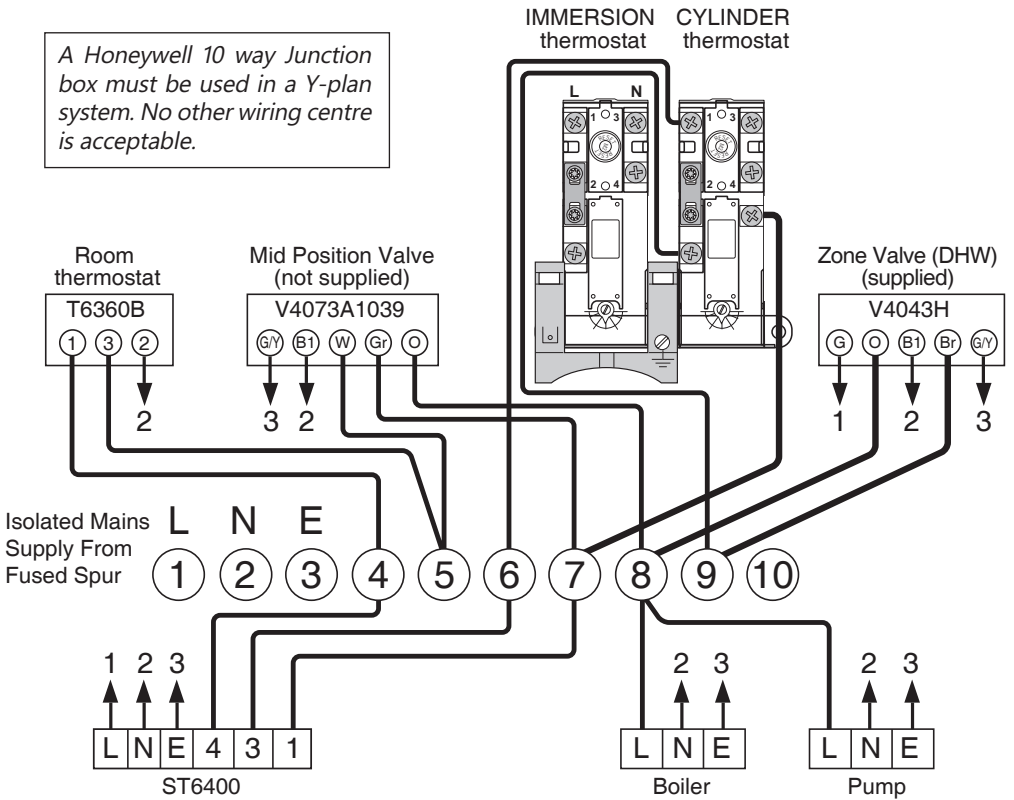 IMMERSION
thermostat
CYLINDER
thermostat
A Honeywell 10 way Junction
box must be used in a Y-plan
system. No other wiring centre
is acceptable.
L N
1 3
RESET
2 4
1 3
RESET
2 4
Room
thermostat
T6360B
1 3 2
2
Mid Position Valve
(not supplied)
V4073A1039
G/Y B1 W Gr O
3 2
Zone Valve (DHW)
(supplied)
V4043H
G O B1 Br G/Y
1 2 3
Isolated Mains
Supply From
Fused Spur
L N E
1 2 3 4 5 6 7 8 9 10
1 2 3
L N E 4 3 1
ST6400
2 3
L N E
Boiler
2 3
L N E
Pump